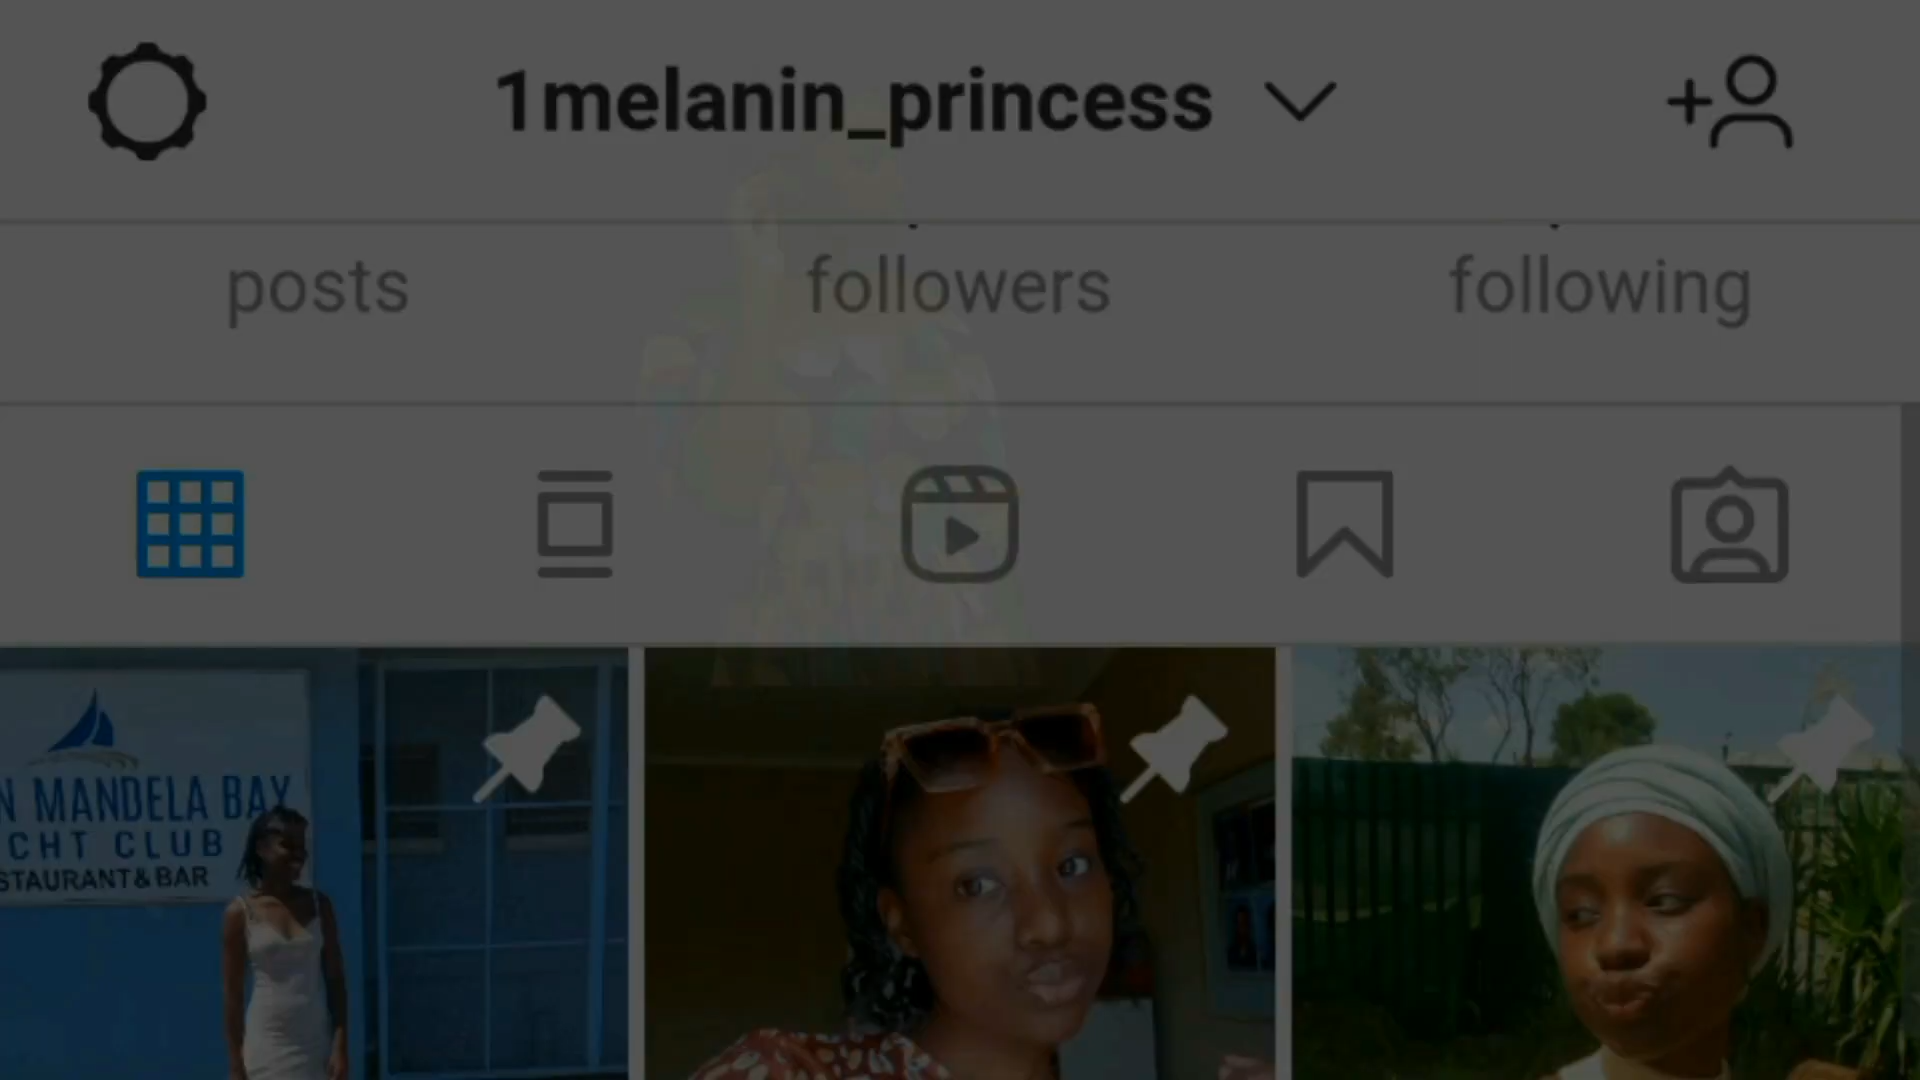 1melanin_princess
posts
followers
following
N MANDELA BAY
CHT CLUB
STAURANT & BAR